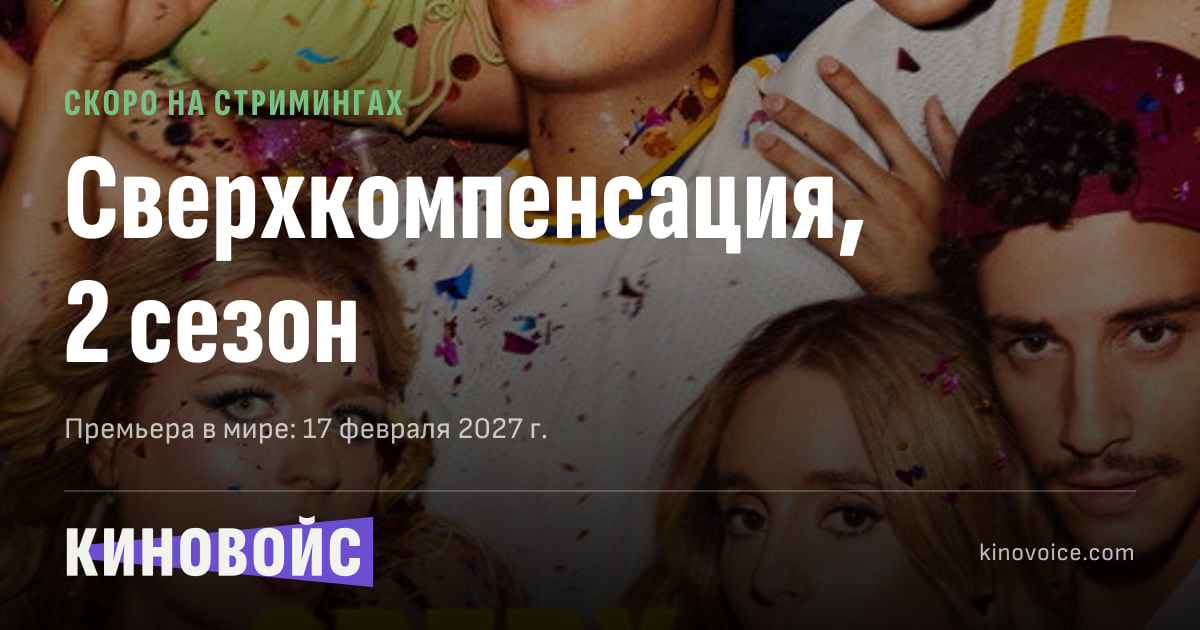 СКОРО НА СТРИМИНГАХ
Сверхкомпенсация,
2 сезон
Премьера в мире: 17 февраля 2027 г.
КИНОВОЙС
kinovoice.com